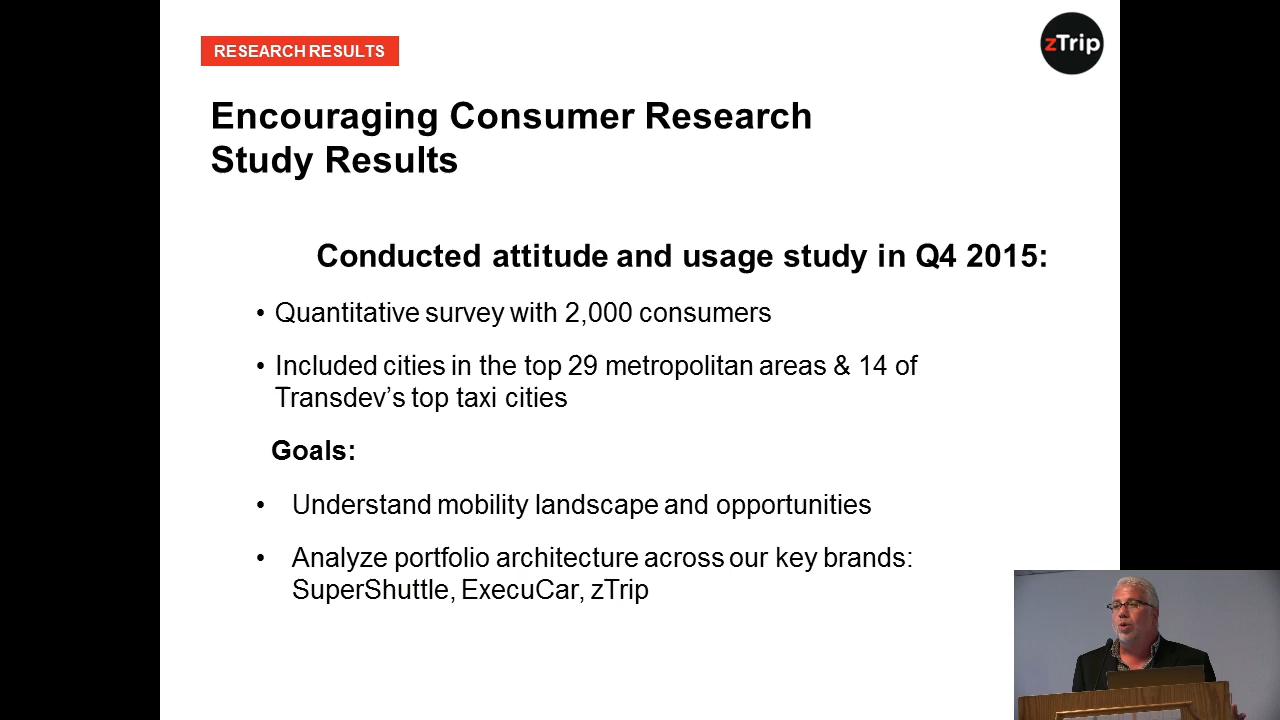 RESEARCH RESULTS
zTrip
Encouraging Consumer Research
Study Results
Conducted attitude and usage study in Q4 2015:
• Quantitative survey with 2,000 consumers
• Included cities in the top 29 metropolitan areas & 14 of
Transdev’s top taxi cities
Goals:
• Understand mobility landscape and opportunities
• Analyze portfolio architecture across our key brands:
SuperShuttle, ExecuCar, zTrip